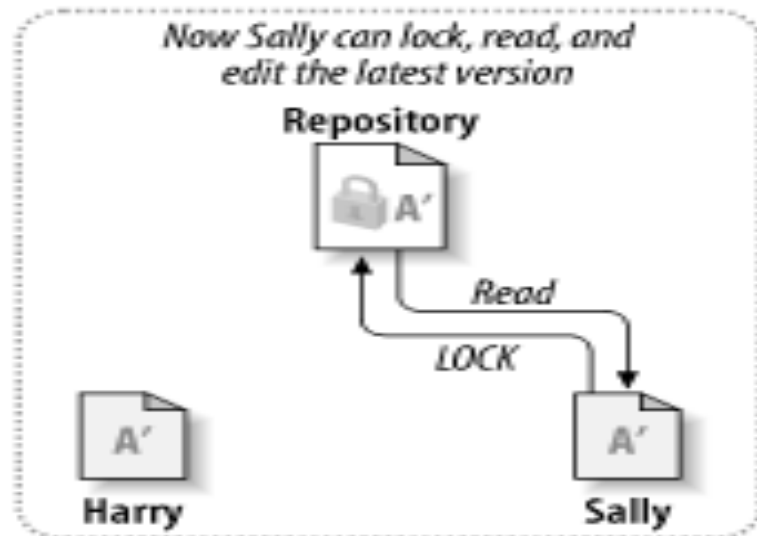 Now Sally can lock, read, and
edit the latest version
Repository
A′
Read
LOCK
A′
A′
Harry
Sally